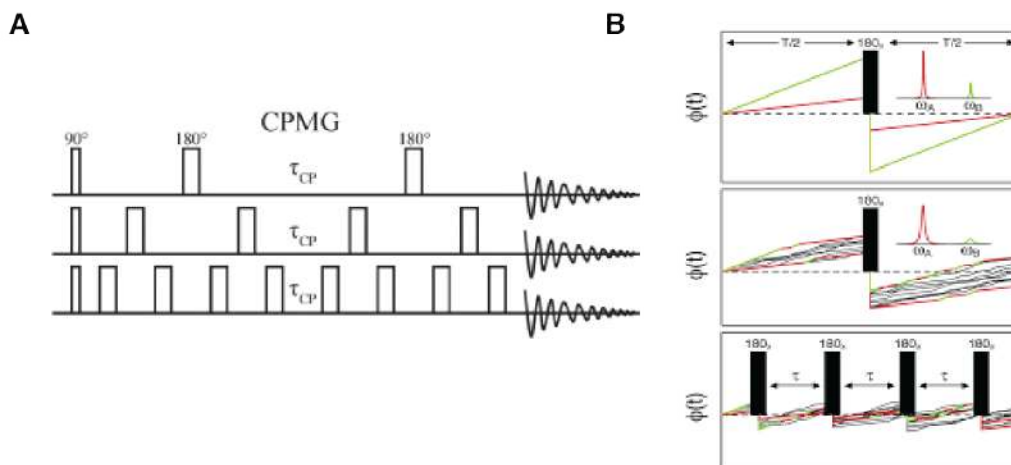 A
CPMG
90° 180° 180°
τCP
τCP
τCP
B
180ₓ
T/2 T/2
ϕ(t)
ωA ωB
180ₓ
ϕ(t)
ωA ωB
180ₓ 180ₓ 180ₓ 180ₓ
τ τ τ
ϕ(t)